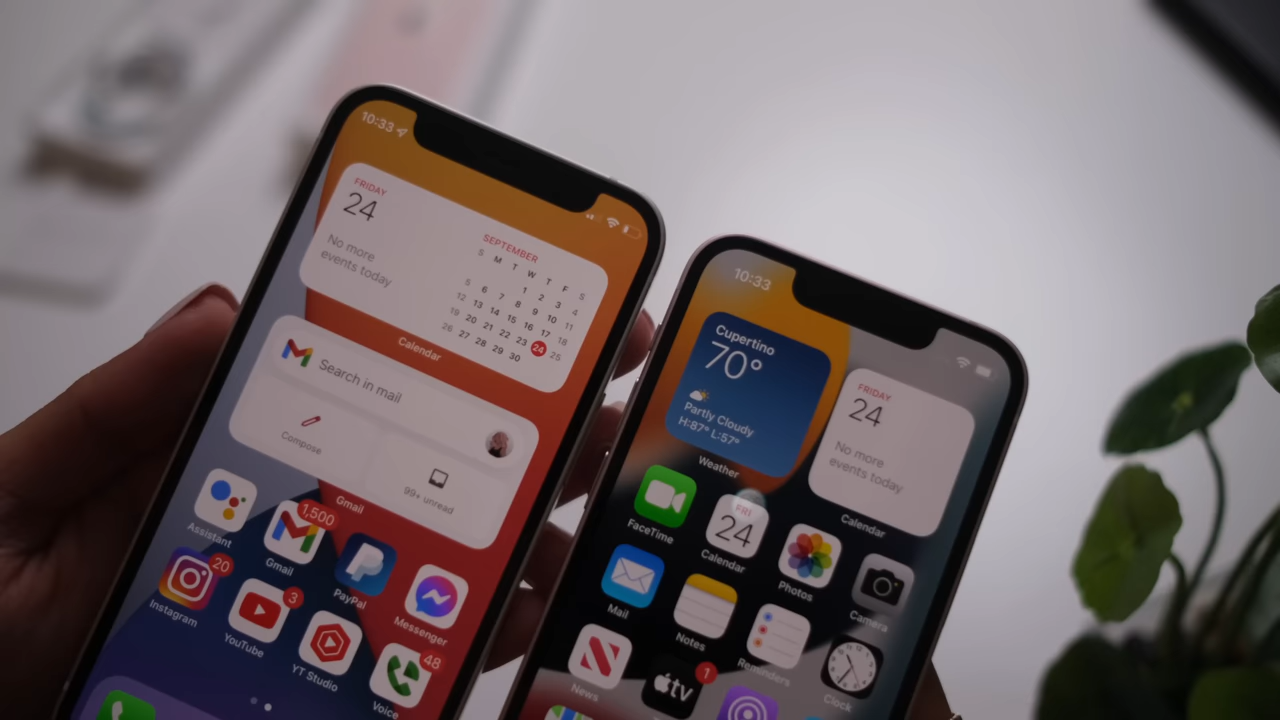 10:33
FRIDAY
24
No more
events today
SEPTEMBER
S M T W T F S
1 2 3 4
5 6 7 8 9 10 11
12 13 14 15 16 17 18
19 20 21 22 23 24 25
26 27 28 29 30
Calendar
Search in mail
Compose
99+ unread
Gmail
Assistant
1,500
Gmail
PayPal
Messenger
20
Instagram
3
YouTube
YT Studio
48
Voice
10:33
Cupertino
70°
Partly Cloudy
H:87° L:57°
Weather
FRIDAY
24
No more
events today
Calendar
FaceTime
FRI
24
Calendar
Photos
Camera
Mail
Notes
Reminders
Clock
News
tv
1